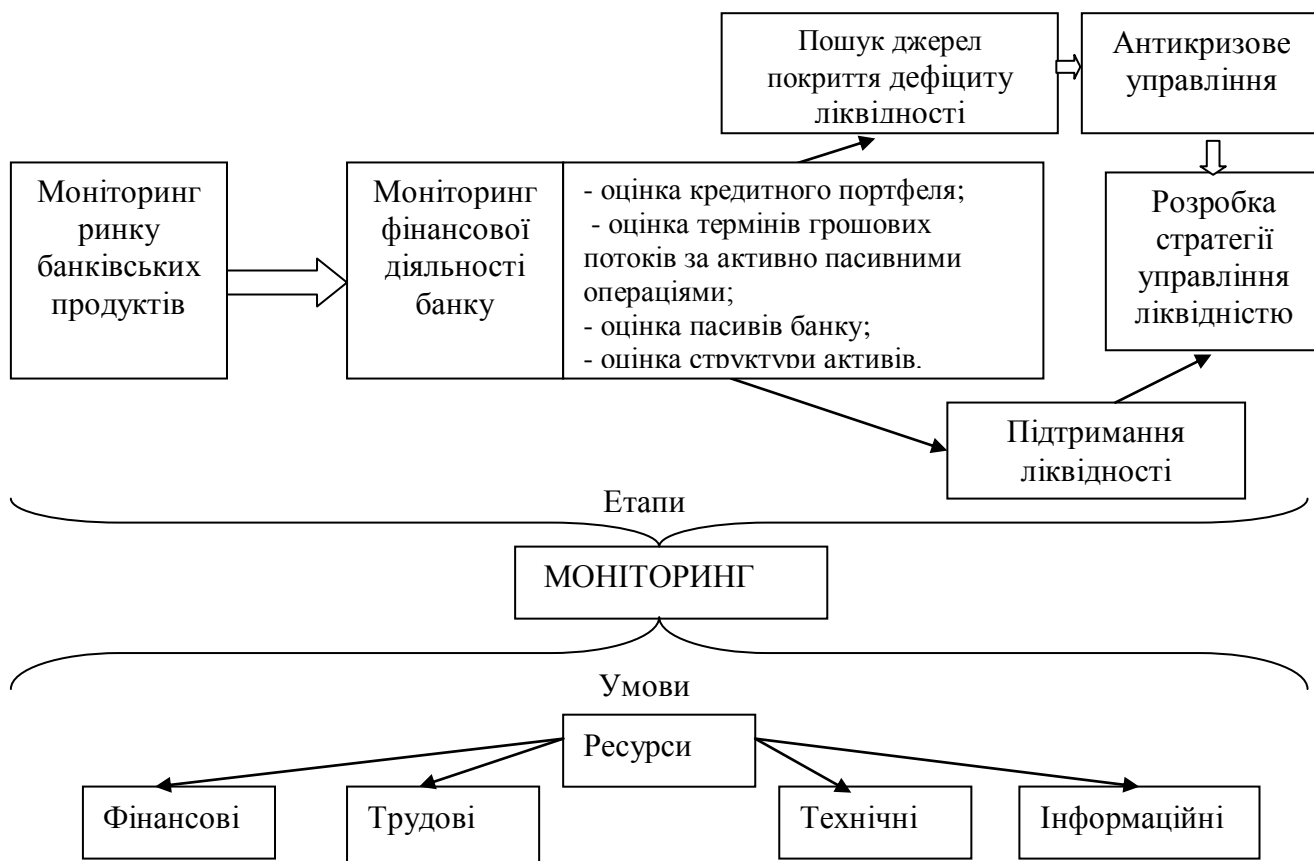 Пошук джерел
покриття дефіциту
ліквідності
Антикризове
управління
Моніторинг
ринку
банківських
продуктів
Моніторинг
фінансової
діяльності
банку
- оцінка кредитного портфеля;
- оцінка термінів грошових
потоків за активно пасивними
операціями;
- оцінка пасивів банку;
- оцінка структури активів.
Розробка
стратегії
управління
ліквідністю
Підтримання
ліквідності
Етапи
МОНІТОРИНГ
Умови
Ресурси
Фінансові
Трудові
Технічні
Інформаційні